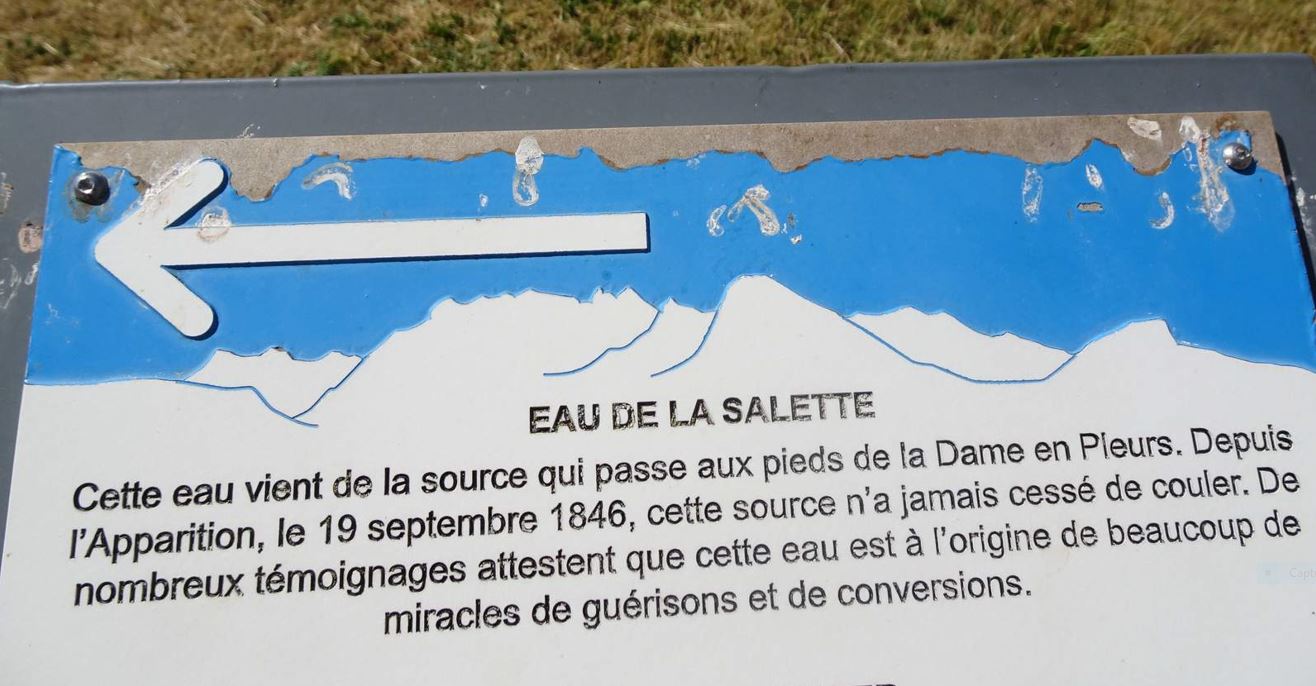 EAU DE LA SALETTE
Cette eau vient de la source qui passe aux pieds de la Dame en Pleurs. Depuis
l'Apparition, le 19 septembre 1846, cette source n'a jamais cessé de couler. De
nombreux témoignages attestent que cette eau est à l'origine de beaucoup de
miracles de guérisons et de conversions.